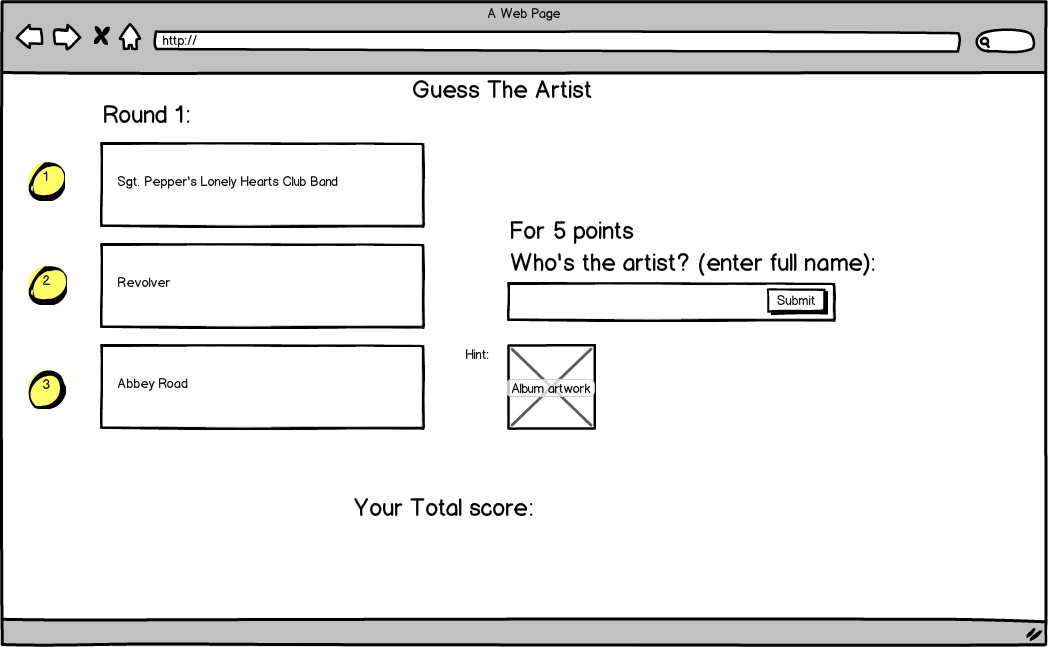 A Web Page
http://
Guess The Artist
Round 1:
1
Sgt. Pepper's Lonely Hearts Club Band
For 5 points
Who's the artist? (enter full name):
2
Revolver
Submit
3
Abbey Road
Hint:
Album artwork
Your Total score: